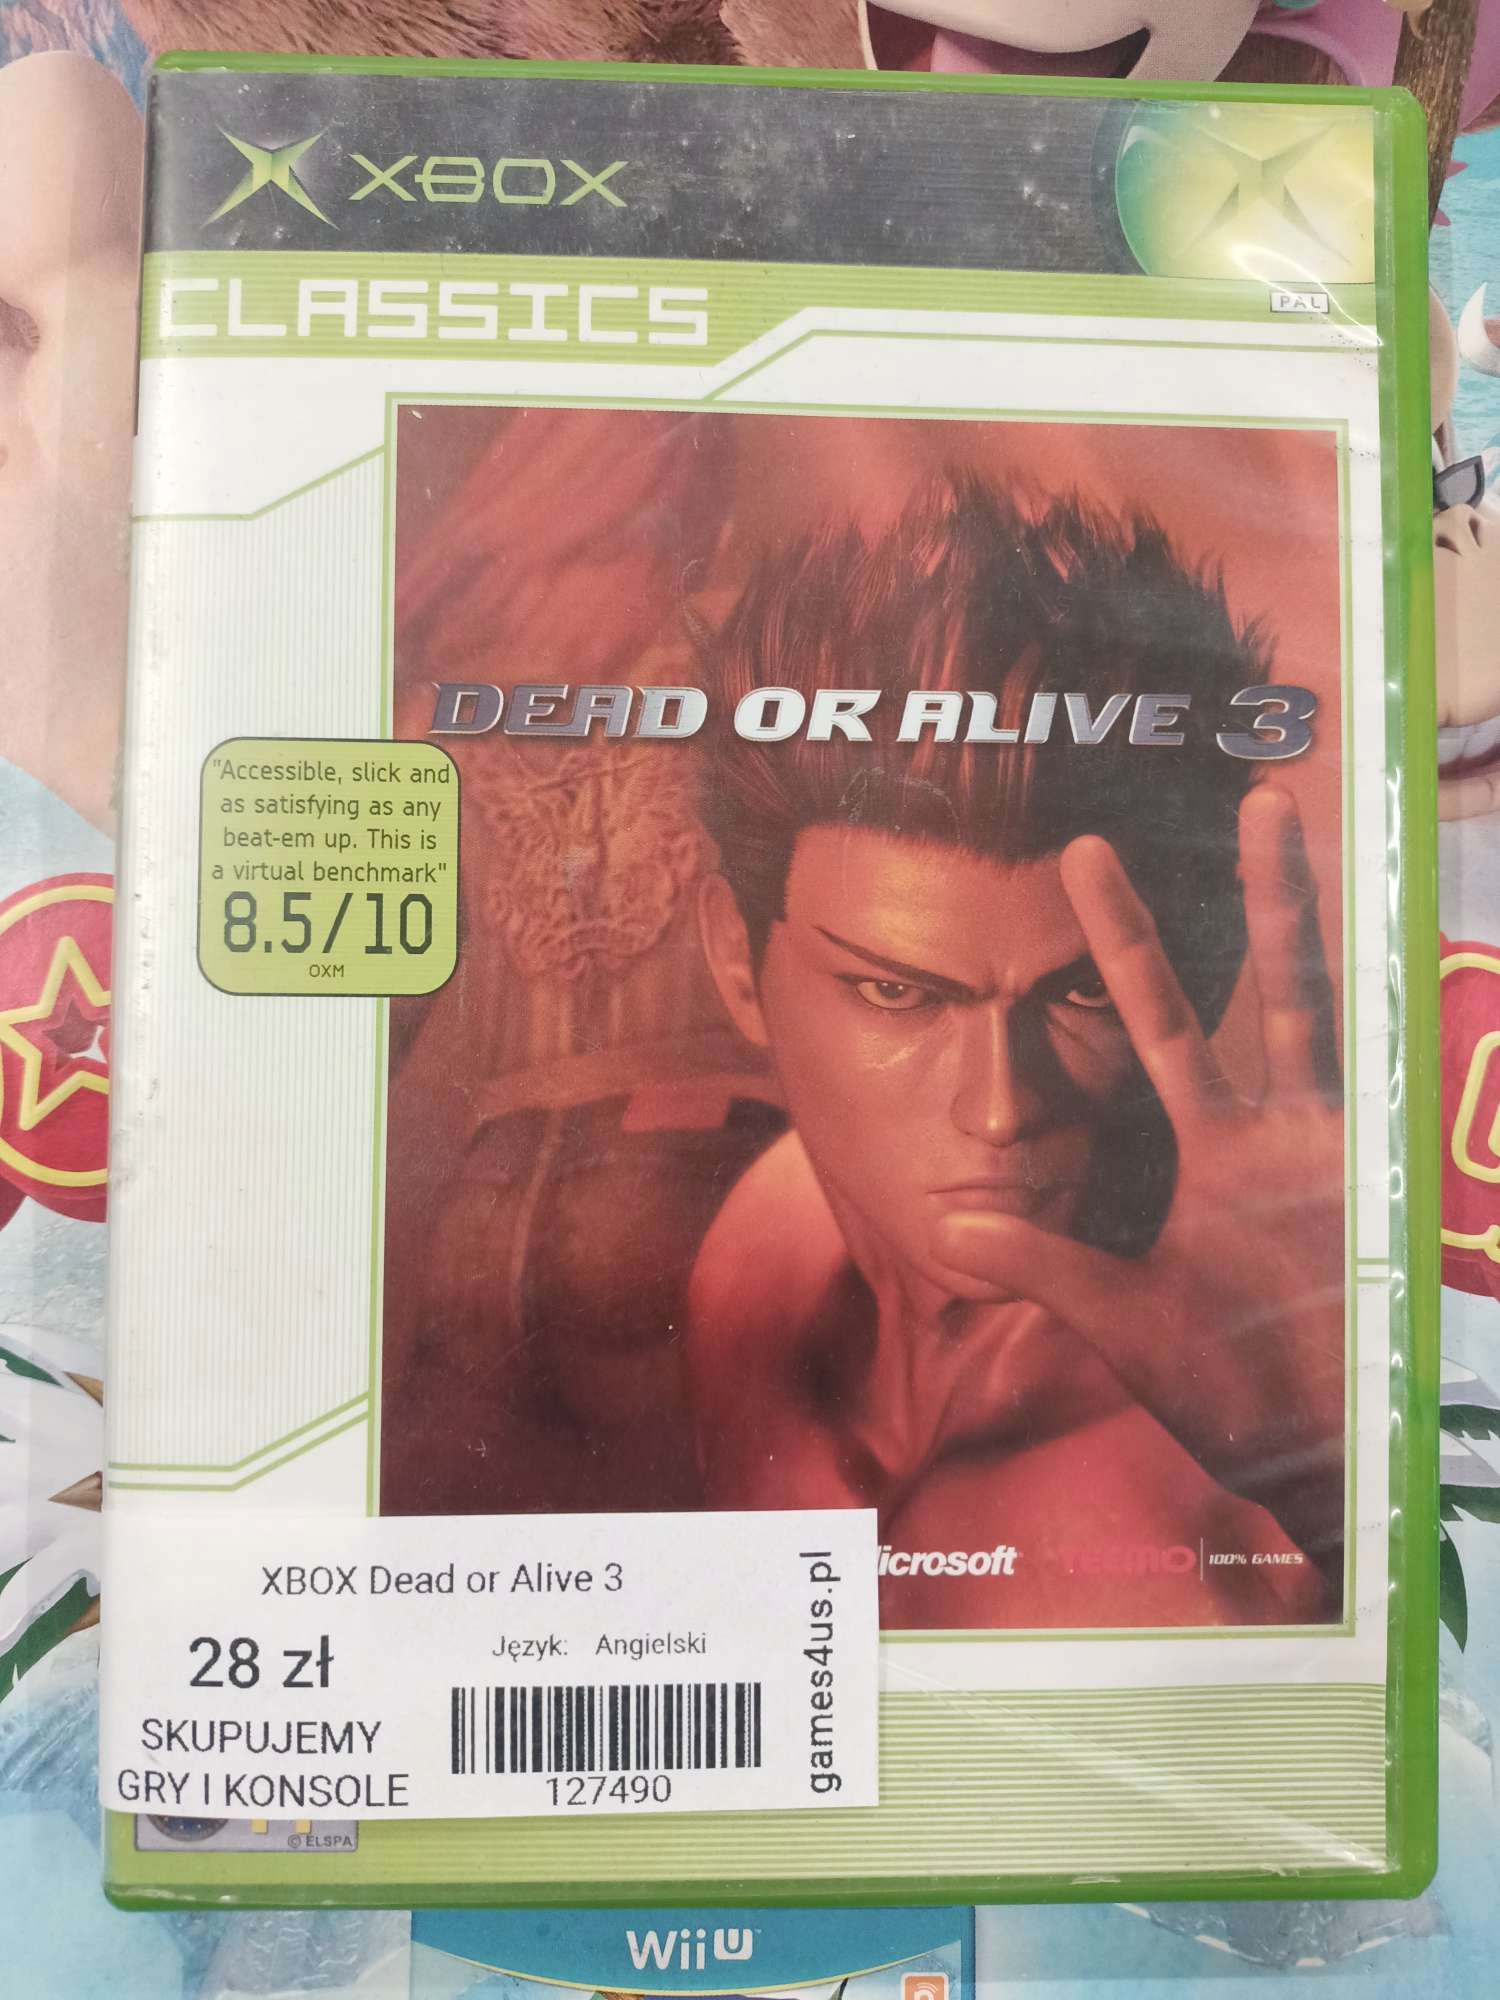 XBOX
CLASSICS
PAL
DEAD OR ALIVE 3
"Accessible, slick and
as satisfying as any
beat-em up. This is
a virtual benchmark"
8.5/10
OXM
icrosoft
TECMO
100% GAMES
XBOX Dead or Alive 3
28 zł
Język: Angielski
SKUPUJEMY
GRY I KONSOLE
127490
games4us.pl
© ELSPA
Wii U